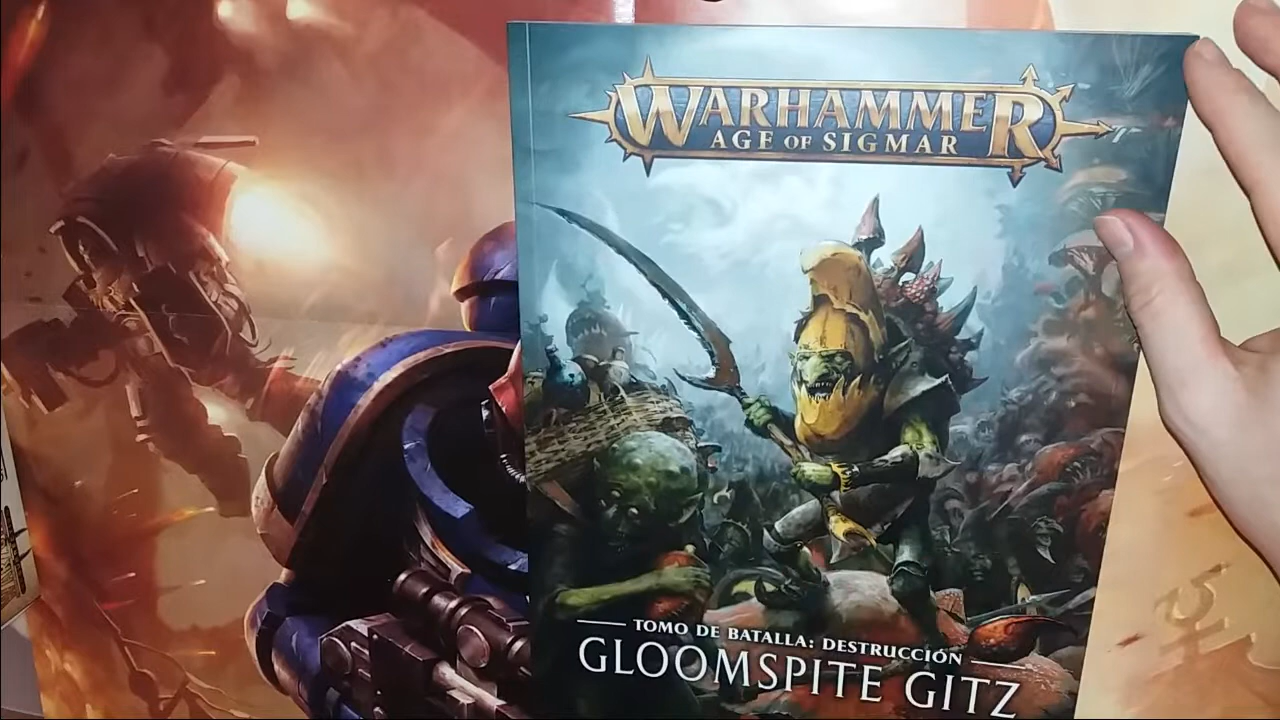 WARHAMMER
AGE OF SIGMAR
TOMO DE BATALLA: DESTRUCCIÓN
GLOOMSPITE GITZ